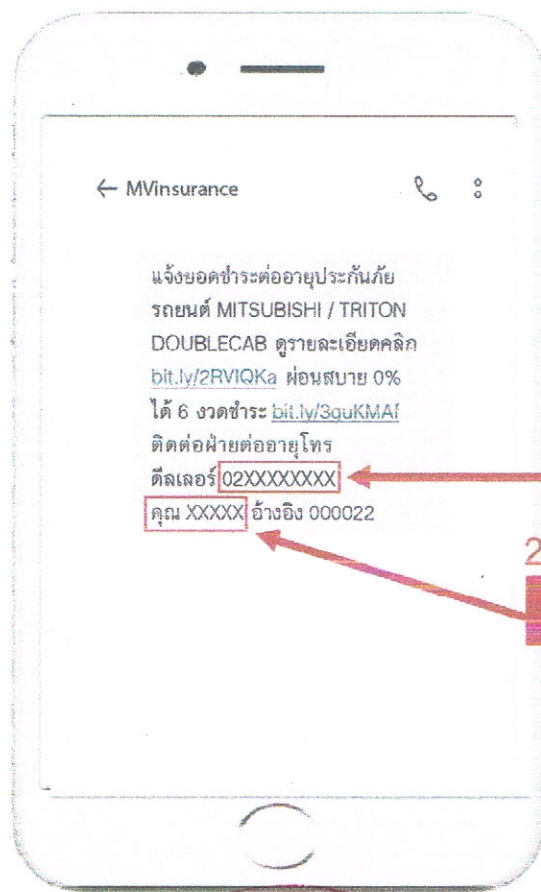 ← MVinsurance
แจ้งยอดชำระต่ออายุประกันภัย
รถยนต์ MITSUBISHI / TRITON
DOUBLECAB ดูรายละเอียดคลิก
bit.ly/2RVIQKa ผ่อนสบาย 0%
ได้ 6 งวดชำระ bit.ly/3guKMAf
ติดต่อฝ่ายต่ออายุโทร
ดีลเลอร์ 02XXXXXXXX
คุณ XXXXX อ้างอิง 000022
2